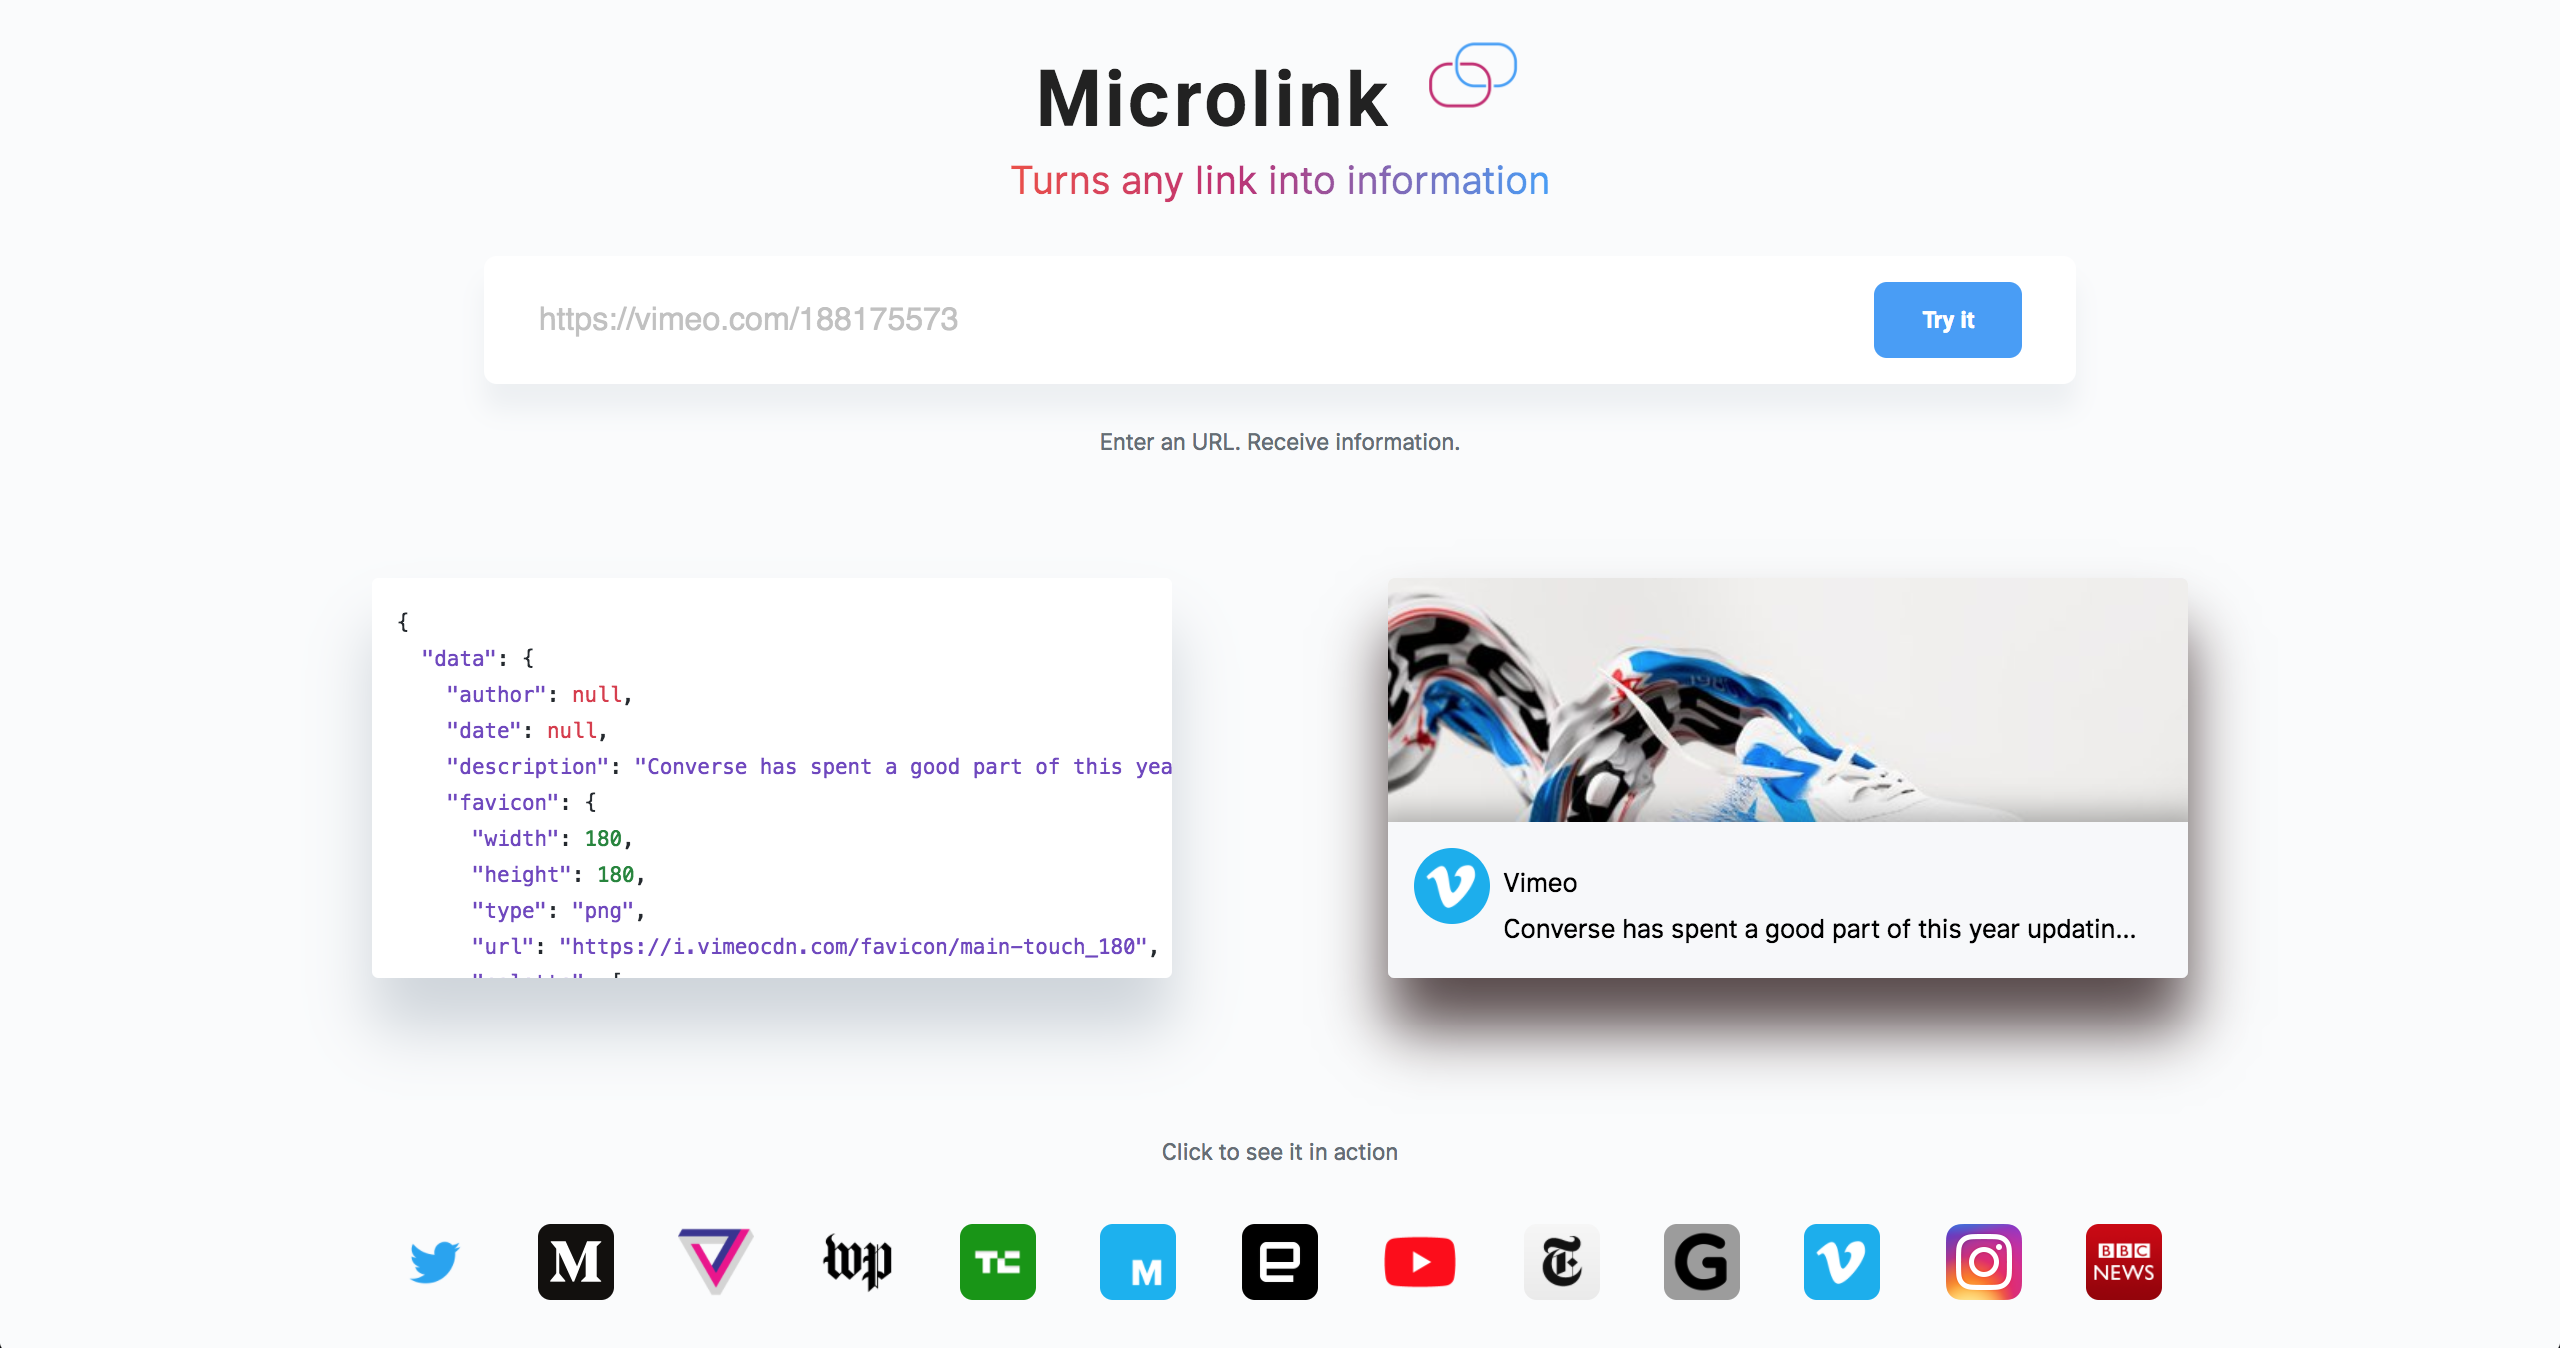 Microlink
Turns any link into information
https://vimeo.com/188175573
Try it
Enter an URL. Receive information.
{
"data": {
"author": null,
"date": null,
"description": "Converse has spent a good part of this yea
"favicon": {
"width": 180,
"height": 180,
"type": "png",
"url": "https://i.vimeocdn.com/favicon/main-touch_180",
Vimeo
Converse has spent a good part of this year updatin...
Click to see it in action
M
wp
TC
M
e
T
G
V
BBC
NEWS